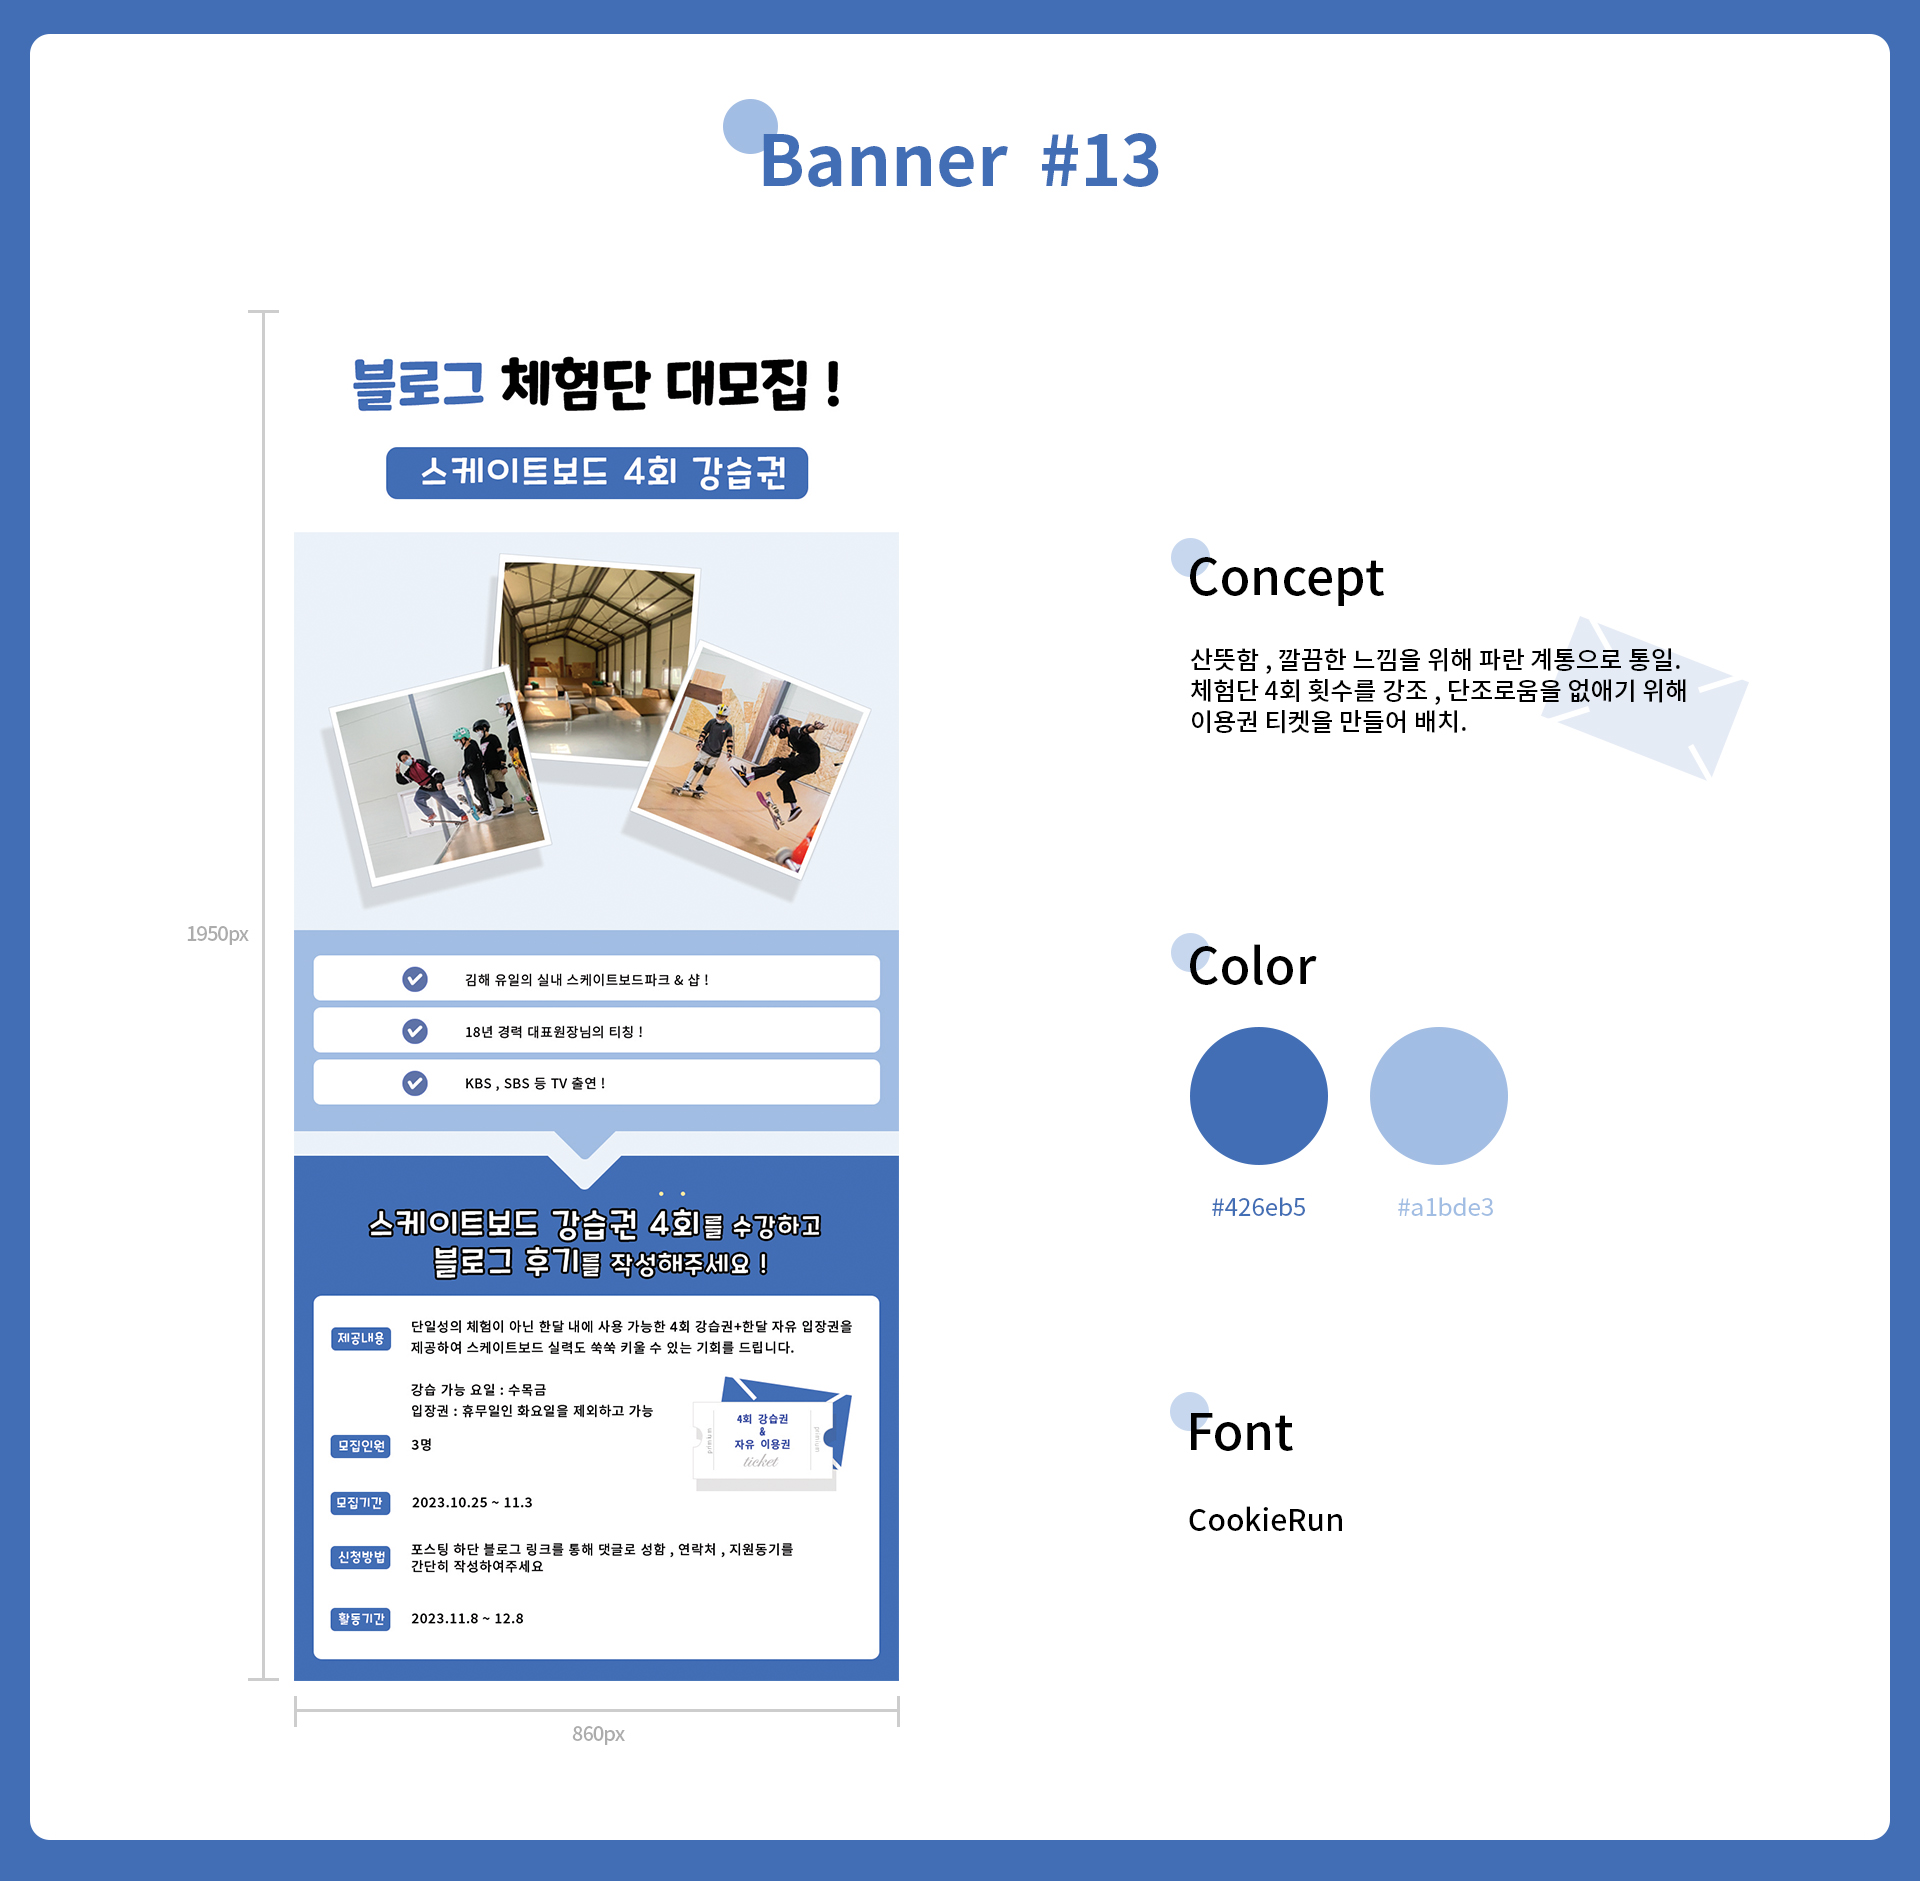 Banner #13
1950px
블로그 체험단 대모집 !
스케이트보드 4회 강습권
김해 유일의 실내 스케이트보드파크 & 샵 !
18년 경력 대표원장님의 티칭 !
KBS , SBS 등 TV 출연 !
스케이트보드 강습권 4회를 수강하고
블로그 후기를 작성해주세요 !
제공내용
단일성의 체험이 아닌 한달 내에 사용 가능한 4회 강습권+한달 자유 입장권을
제공하여 스케이트보드 실력도 쑥쑥 키울 수 있는 기회를 드립니다.
강습 가능 요일 : 수목금
입장권 : 휴무일인 화요일을 제외하고 가능
모집인원
3명
4회 강습권
&
자유 이용권
ticket
모집기간
2023.10.25 ~ 11.3
신청방법
포스팅 하단 블로그 링크를 통해 댓글로 성함 , 연락처 , 지원동기를
간단히 작성하여주세요
활동기간
2023.11.8 ~ 12.8
860px
Concept
산뜻함 , 깔끔한 느낌을 위해 파란 계통으로 통일.
체험단 4회 횟수를 강조 , 단조로움을 없애기 위해
이용권 티켓을 만들어 배치.
Color
#426eb5
#a1bde3
Font
CookieRun